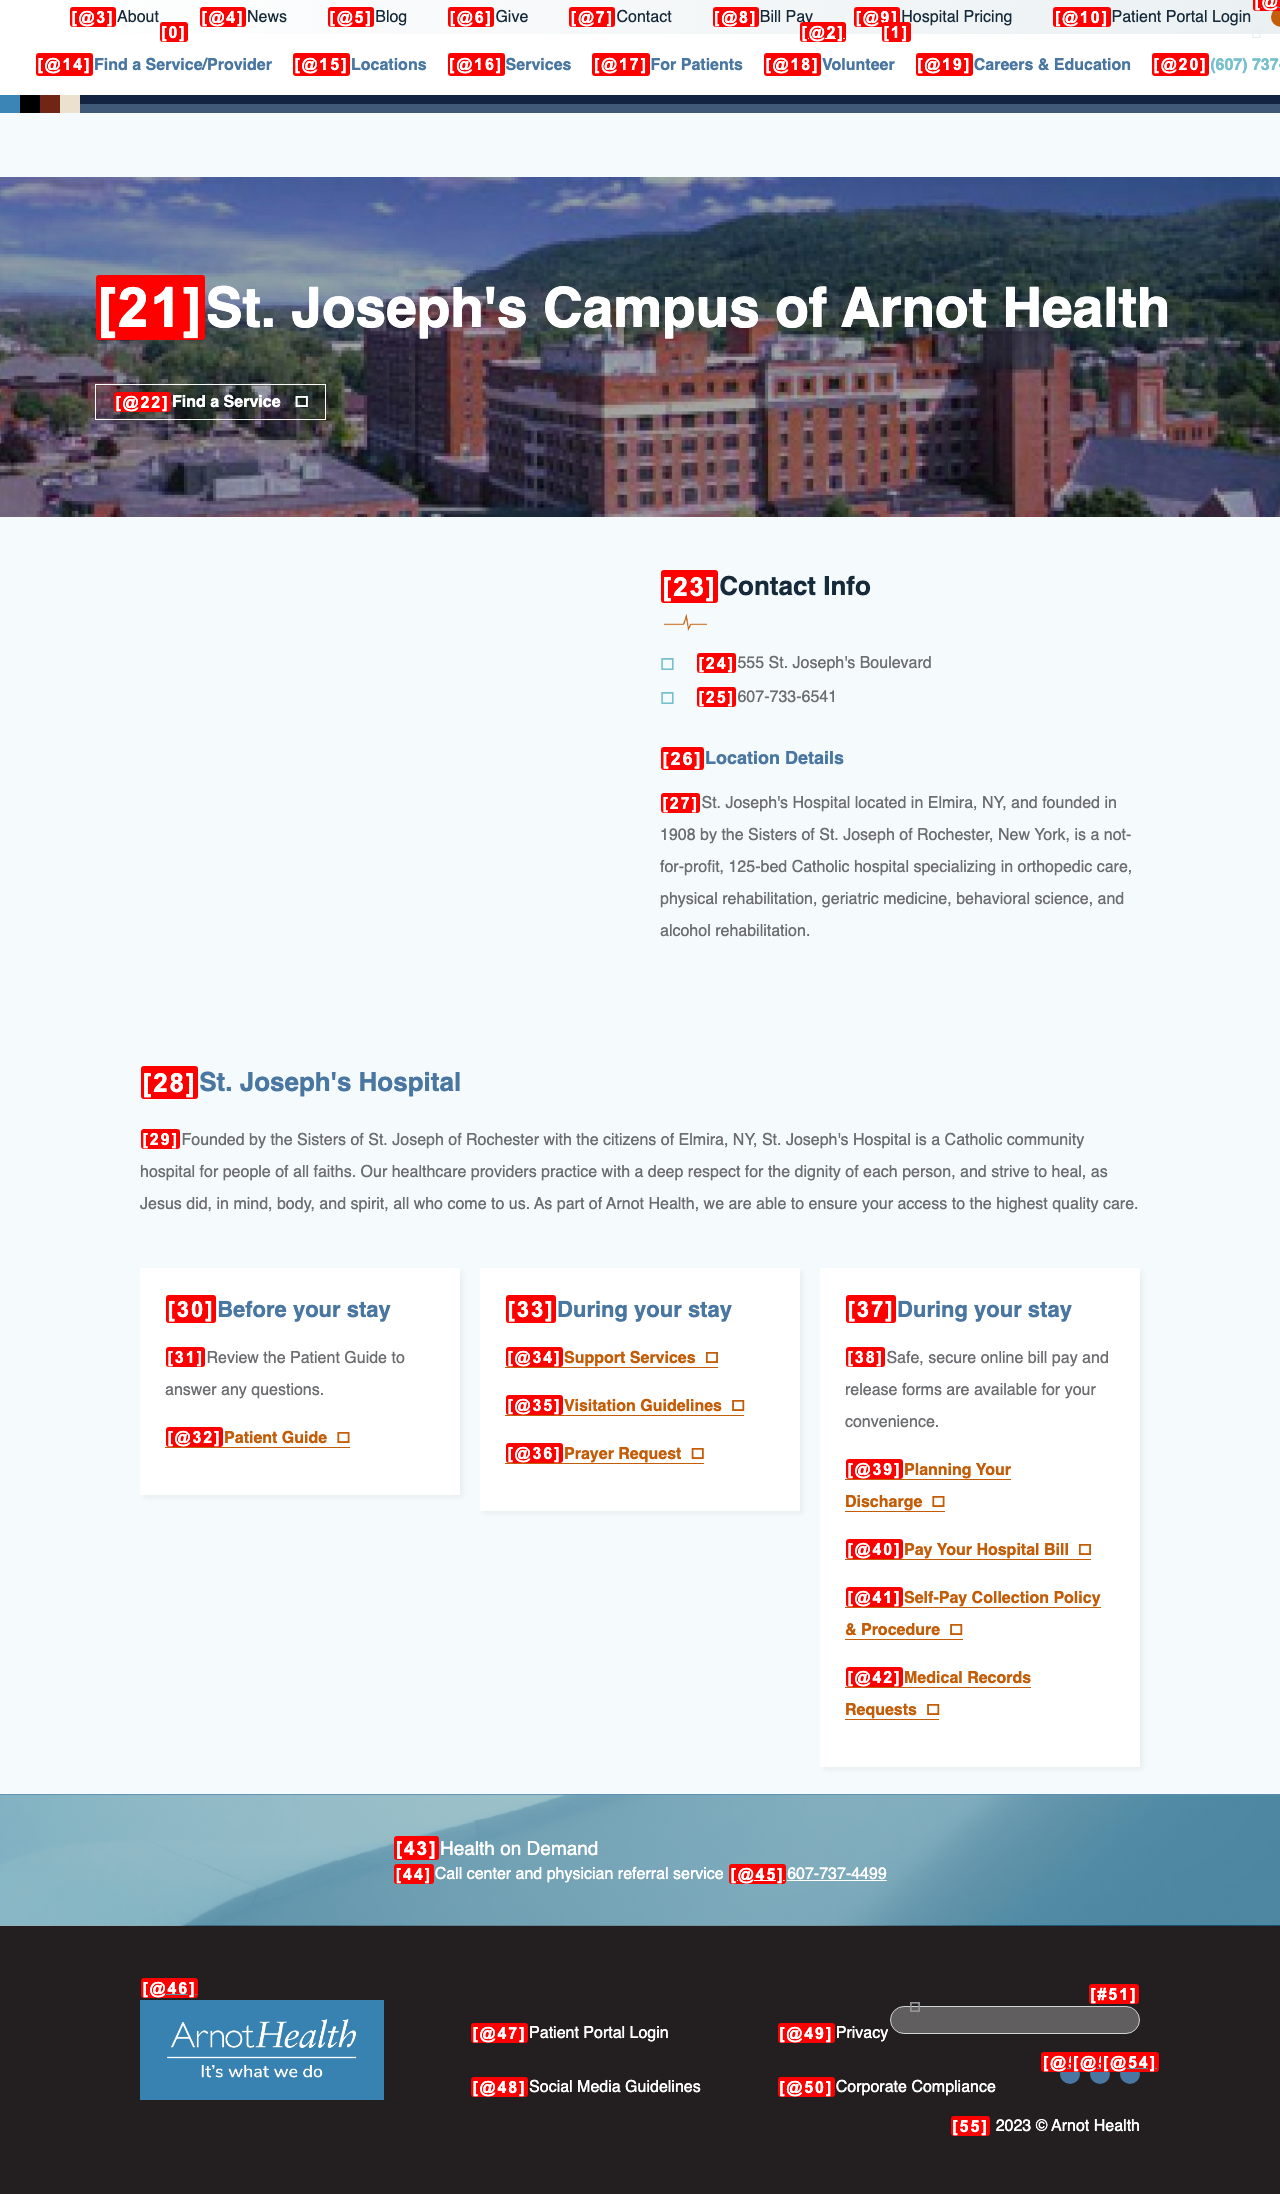 [@3] About [@4] News [@5] Blog [@6] Give [@7] Contact [@8] Bill Pay [@9] Hospital Pricing [@10] Patient Portal Login
[0] [@2] [1]
[@14] Find a Service/Provider [@15] Locations [@16] Services [@17] For Patients [@18] Volunteer [@19] Careers & Education [@20] (607) 737-
[21] St. Joseph's Campus of Arnot Health
[@22] Find a Service
[23] Contact Info
[24] 555 St. Joseph's Boulevard
[25] 607-733-6541
[26] Location Details
[27] St. Joseph's Hospital located in Elmira, NY, and founded in
1908 by the Sisters of St. Joseph of Rochester, New York, is a not-
for-profit, 125-bed Catholic hospital specializing in orthopedic care,
physical rehabilitation, geriatric medicine, behavioral science, and
alcohol rehabilitation.
[28] St. Joseph's Hospital
[29] Founded by the Sisters of St. Joseph of Rochester with the citizens of Elmira, NY, St. Joseph's Hospital is a Catholic community
hospital for people of all faiths. Our healthcare providers practice with a deep respect for the dignity of each person, and strive to heal, as
Jesus did, in mind, body, and spirit, all who come to us. As part of Arnot Health, we are able to ensure your access to the highest quality care.
[30] Before your stay
[31] Review the Patient Guide to
answer any questions.
[@32] Patient Guide
[33] During your stay
[@34] Support Services
[@35] Visitation Guidelines
[@36] Prayer Request
[37] During your stay
[38] Safe, secure online bill pay and
release forms are available for your
convenience.
[@39] Planning Your
Discharge
[@40] Pay Your Hospital Bill
[@41] Self-Pay Collection Policy
& Procedure
[@42] Medical Records
Requests
[43] Health on Demand
[44] Call center and physician referral service [@45] 607-737-4499
[@46]
ArnotHealth
It's what we do
[@47] Patient Portal Login
[@48] Social Media Guidelines
[@49] Privacy
[@50] Corporate Compliance
[#51]
[@54]
[55] 2023 © Arnot Health